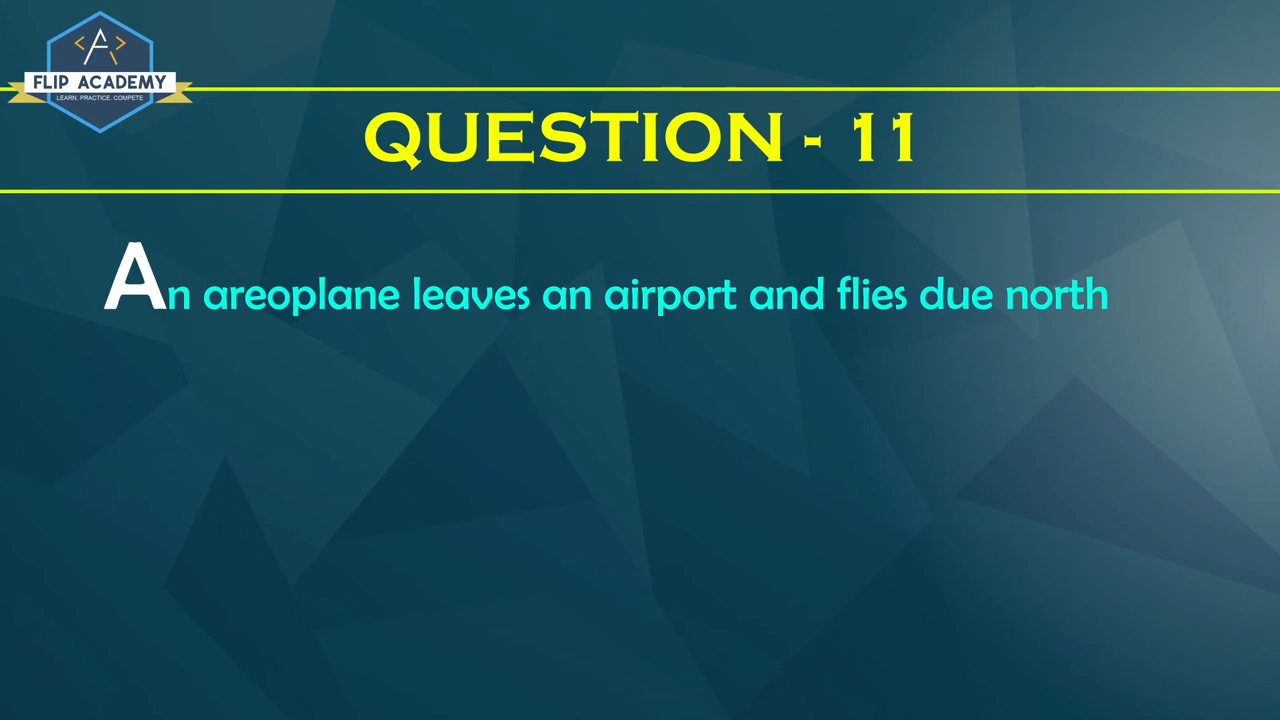 FLIP ACADEMY
LEARN. PRACTICE. COMPETE
QUESTION - 11
An areoplane leaves an airport and flies due north